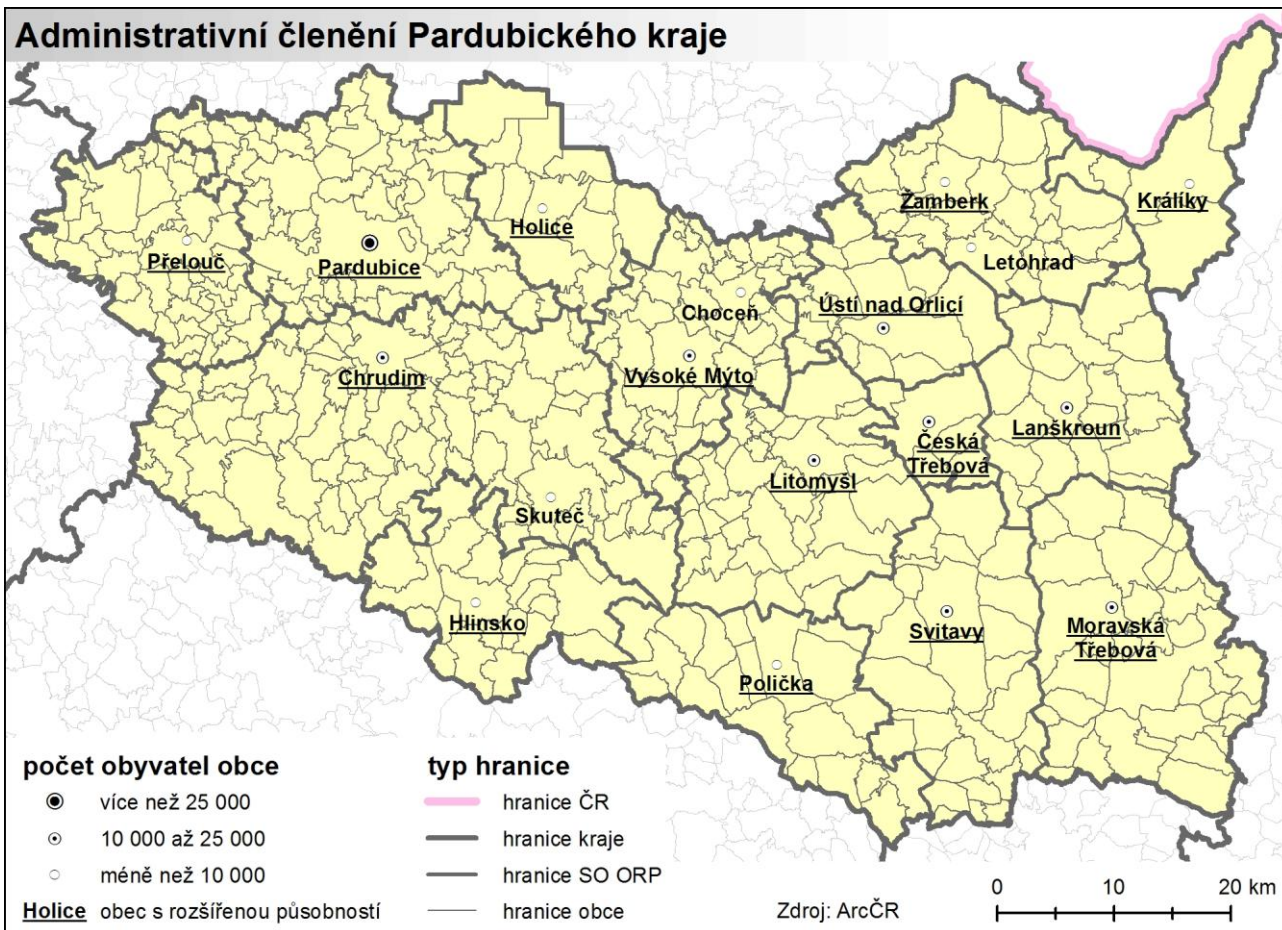 Administrativní členění Pardubického kraje
Žamberk
Králíky
Holice
Přelouč
Pardubice
Letohrad
Choceň
Ústí nad Orlicí
Chrudim
Vysoké Mýto
Lanškroun
Česká
Třebová
Litomyšl
Skuteč
Hlinsko
Svitavy
Moravská
Třebová
Polička
počet obyvatel obce
více než 25 000
10 000 až 25 000
méně než 10 000
Holice obec s rozšířenou působností
typ hranice
hranice ČR
hranice kraje
hranice SO ORP
hranice obce
Zdroj: ArcČR
0 10 20 km